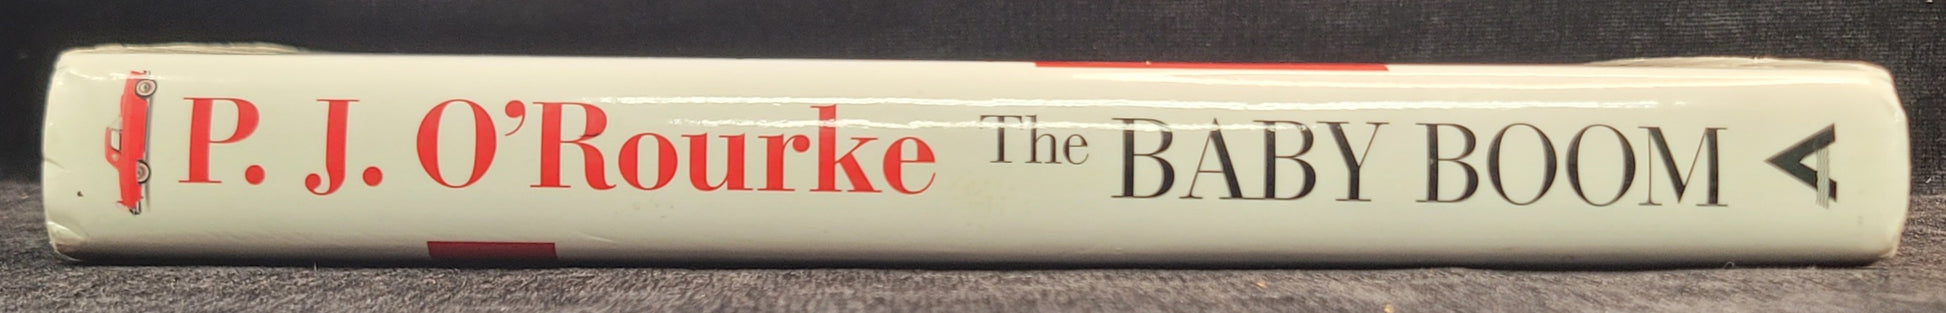 P. J. O’Rourke The BABY BOOM